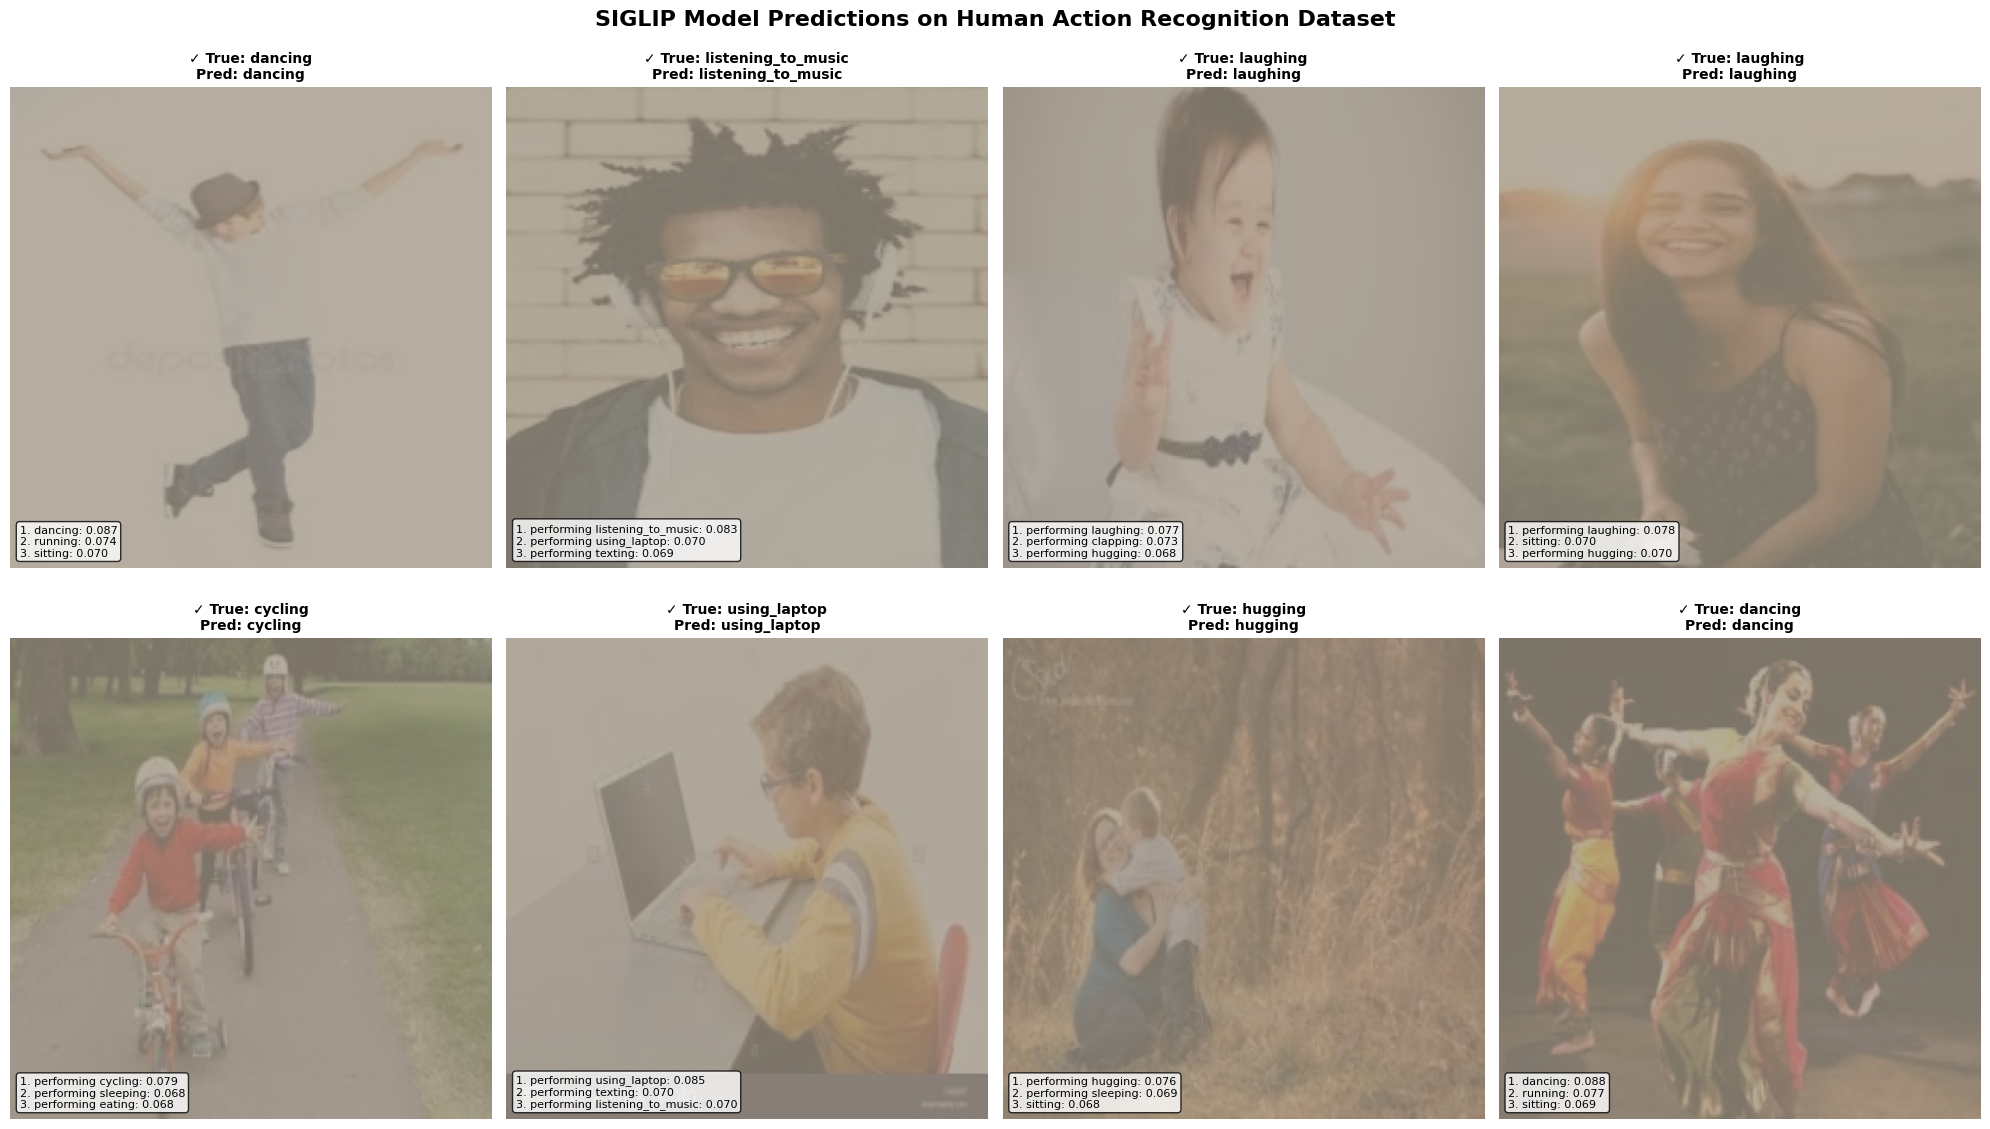 SIGLIP Model Predictions on Human Action Recognition Dataset
✓ True: dancing
Pred: dancing
✓ True: listening_to_music
Pred: listening_to_music
✓ True: laughing
Pred: laughing
✓ True: laughing
Pred: laughing
depositphotos
1. dancing: 0.087
2. running: 0.074
3. sitting: 0.070
1. performing listening_to_music: 0.083
2. performing using_laptop: 0.070
3. performing texting: 0.069
1. performing laughing: 0.077
2. performing clapping: 0.073
3. performing hugging: 0.068
1. performing laughing: 0.078
2. sitting: 0.070
3. performing hugging: 0.070
✓ True: cycling
Pred: cycling
✓ True: using_laptop
Pred: using_laptop
✓ True: hugging
Pred: hugging
✓ True: dancing
Pred: dancing
1. performing cycling: 0.079
2. performing sleeping: 0.068
3. performing eating: 0.068
1. performing using_laptop: 0.085
2. performing texting: 0.070
3. performing listening_to_music: 0.070
1. performing hugging: 0.076
2. performing sleeping: 0.069
3. sitting: 0.068
1. dancing: 0.088
2. running: 0.077
3. sitting: 0.069